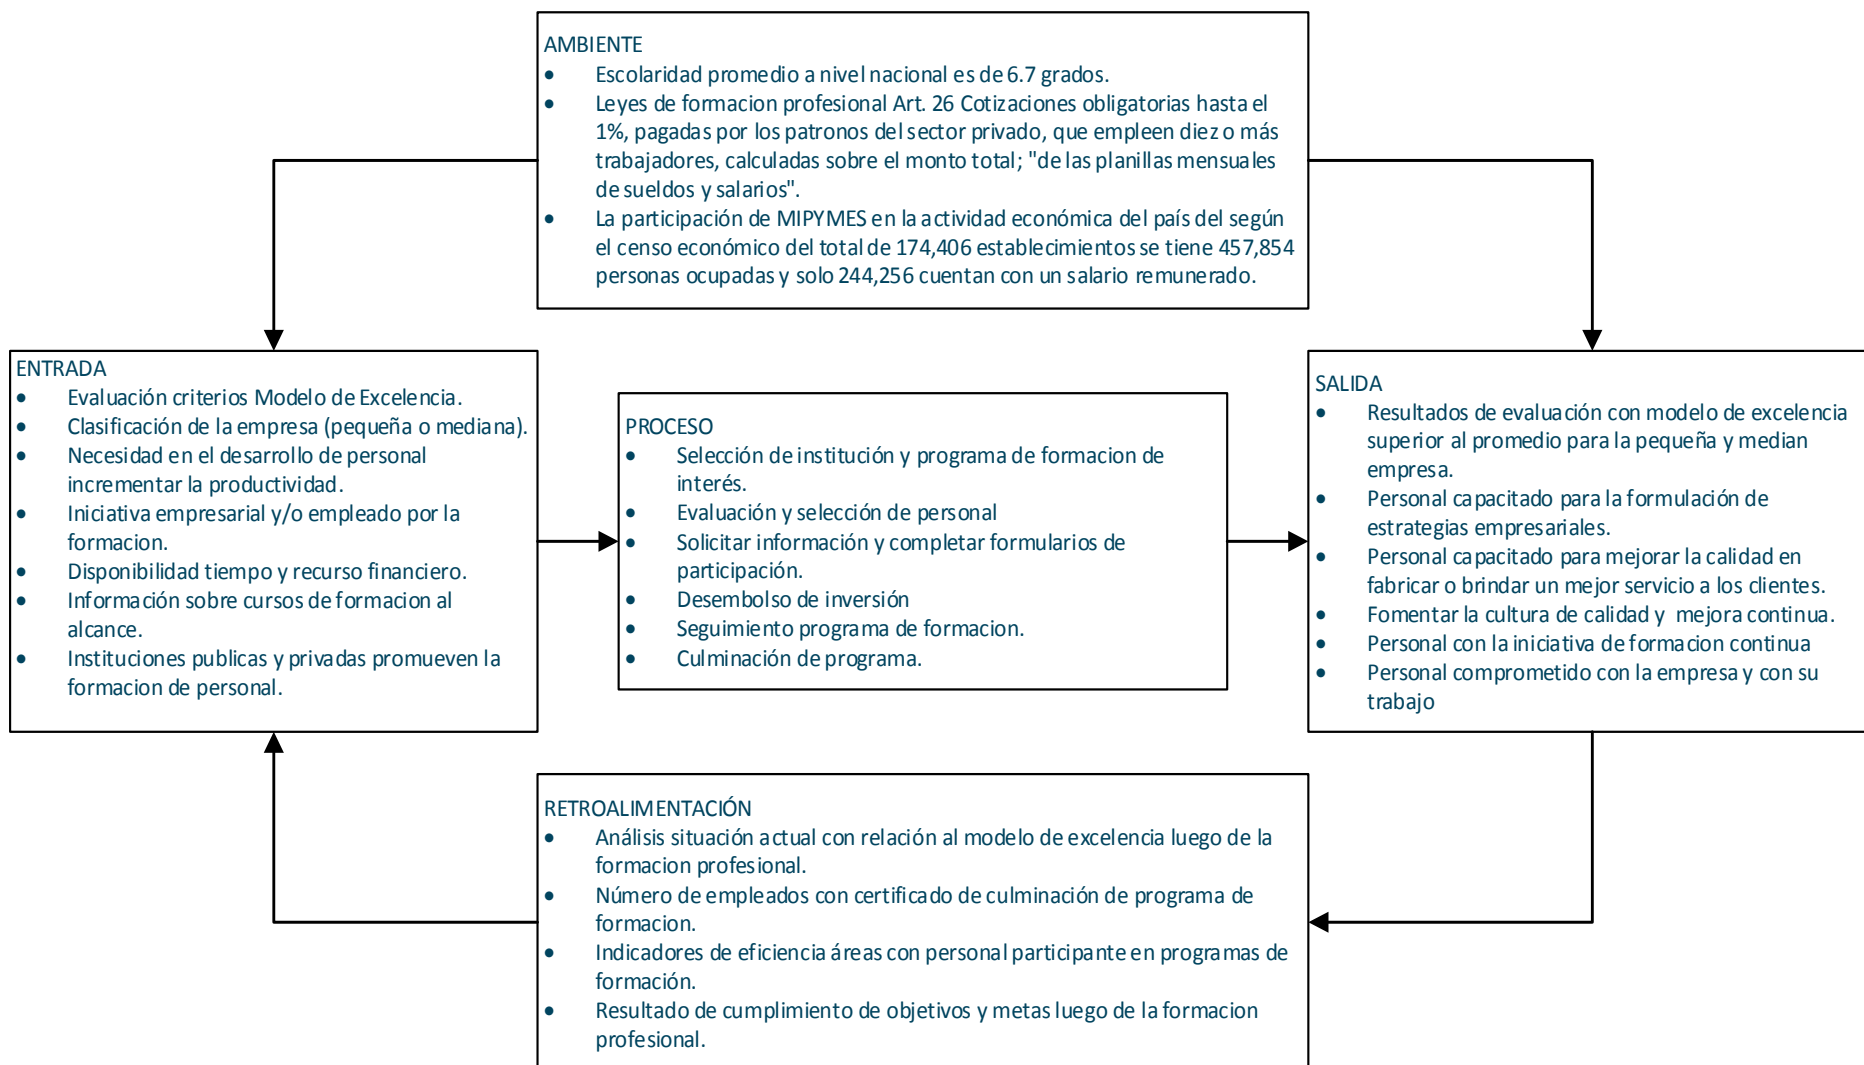 AMBIENTE
• Escolaridad promedio a nivel nacional es de 6.7 grados.
• Leyes de formacion profesional Art. 26 Cotizaciones obligatorias hasta el
1%, pagadas por los patronos del sector privado, que empleen diez o más
trabajadores, calculadas sobre el monto total; "de las planillas mensuales
de sueldos y salarios".
• La participación de MIPYMES en la actividad económica del país del según
el censo económico del total de 174,406 establecimientos se tiene 457,854
personas ocupadas y solo 244,256 cuentan con un salario remunerado.
ENTRADA
• Evaluación criterios Modelo de Excelencia.
• Clasificación de la empresa (pequeña o mediana).
• Necesidad en el desarrollo de personal
incrementar la productividad.
• Iniciativa empresarial y/o empleado por la
formacion.
• Disponibilidad tiempo y recurso financiero.
• Información sobre cursos de formacion al
alcance.
• Instituciones publicas y privadas promueven la
formacion de personal.
PROCESO
• Selección de institución y programa de formacion de
interés.
• Evaluación y selección de personal
• Solicitar información y completar formularios de
participación.
• Desembolso de inversión
• Seguimiento programa de formacion.
• Culminación de programa.
SALIDA
• Resultados de evaluación con modelo de excelencia
superior al promedio para la pequeña y median
empresa.
• Personal capacitado para la formulación de
estrategias empresariales.
• Personal capacitado para mejorar la calidad en
fabricar o brindar un mejor servicio a los clientes.
• Fomentar la cultura de calidad y mejora continua.
• Personal con la iniciativa de formacion continua
• Personal comprometido con la empresa y con su
trabajo
RETROALIMENTACIÓN
• Análisis situación actual con relación al modelo de excelencia luego de la
formacion profesional.
• Número de empleados con certificado de culminación de programa de
formacion.
• Indicadores de eficiencia áreas con personal participante en programas de
formación.
• Resultado de cumplimiento de objetivos y metas luego de la formacion
profesional.